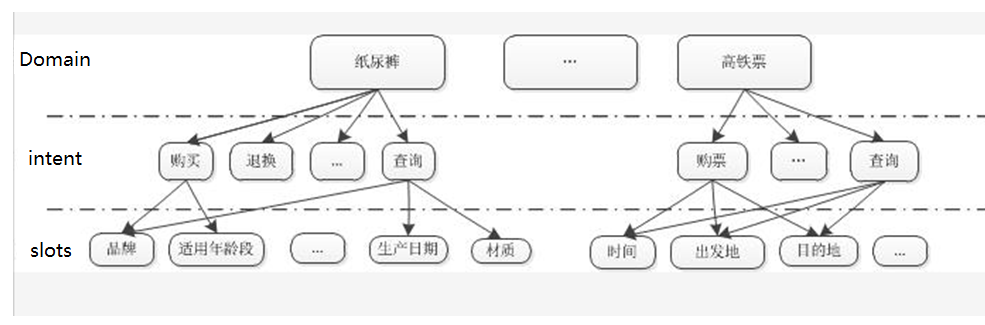 Domain
纸尿裤
...
高铁票
intent
购买
退换
...
查询
购票
...
查询
slots
品牌
适用年龄段
...
生产日期
材质
时间
出发地
目的地
...